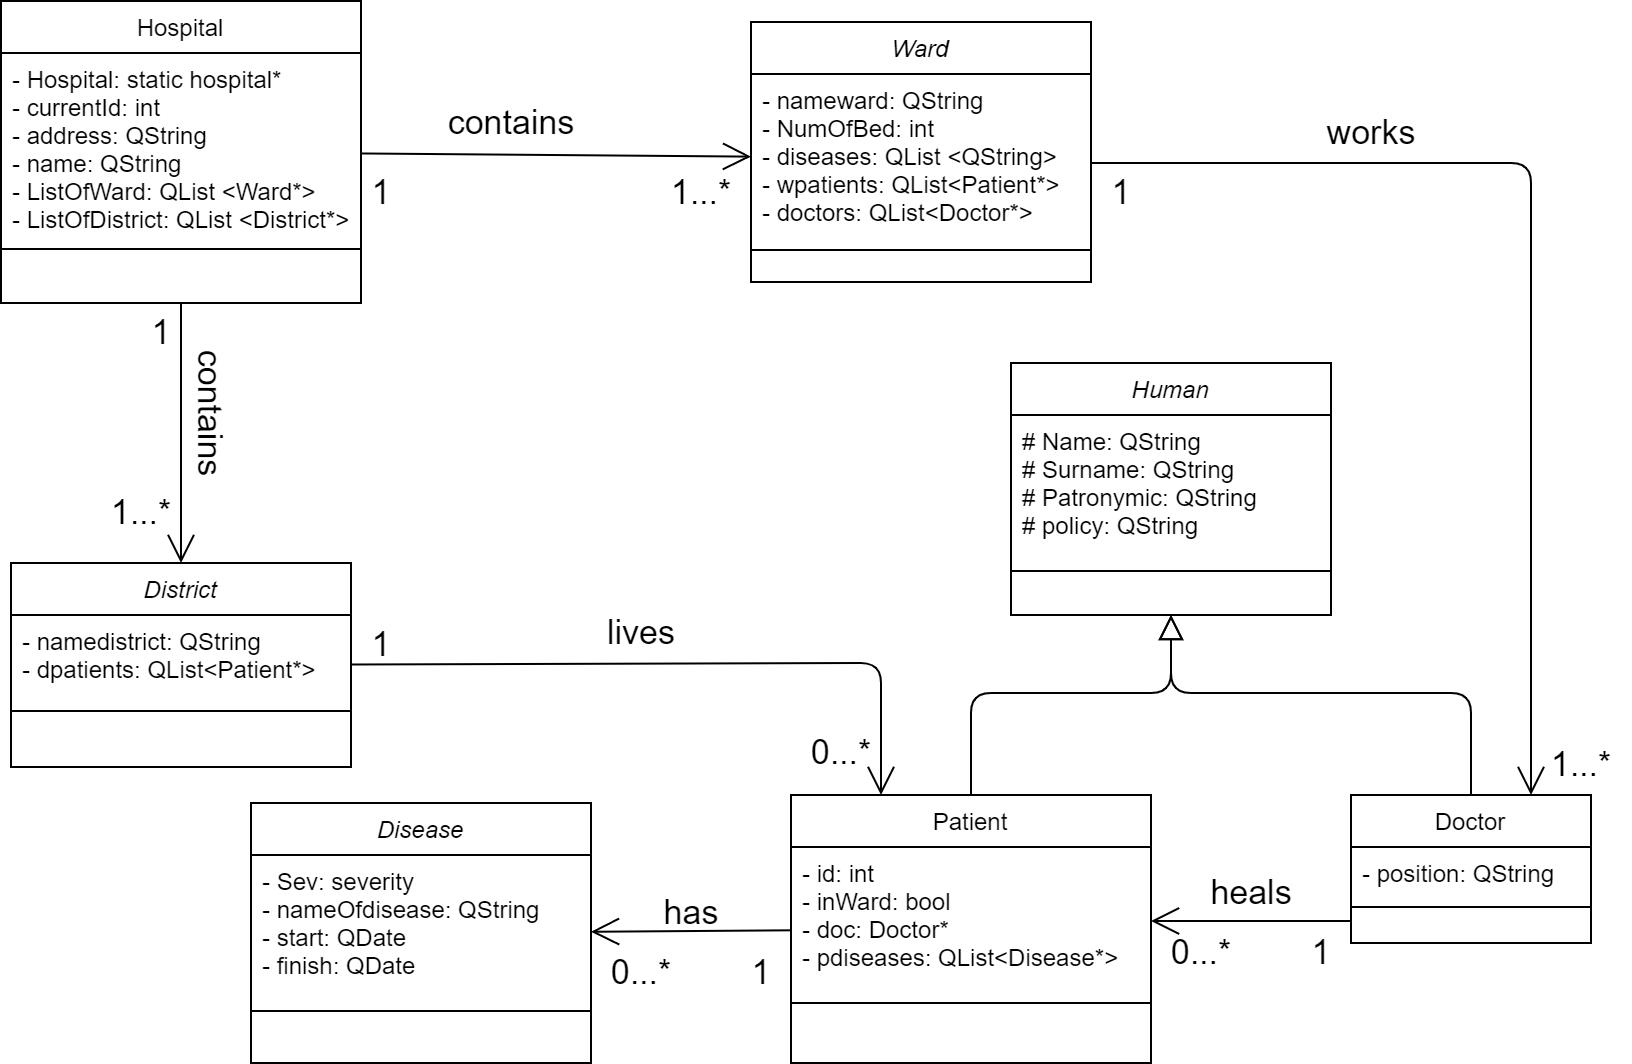 Hospital
- Hospital: static hospital*
- currentId: int
- address: QString
- name: QString
- ListOfWard: QList <Ward*>
- ListOfDistrict: QList <District*>
contains
1
1...*
Ward
- nameward: QString
- NumOfBed: int
- diseases: QList <QString>
- wpatients: QList<Patient*>
- doctors: QList<Doctor*>
works
1
1...*
1
contains
1...*
Human
# Name: QString
# Surname: QString
# Patronymic: QString
# policy: QString
District
- namedistrict: QString
- dpatients: QList<Patient*>
1
lives
0...*
Disease
- Sev: severity
- nameOfdisease: QString
- start: QDate
- finish: QDate
has
0...*
1
Patient
- id: int
- inWard: bool
- doc: Doctor*
- pdiseases: QList<Disease*>
heals
0...*
1
Doctor
- position: QString